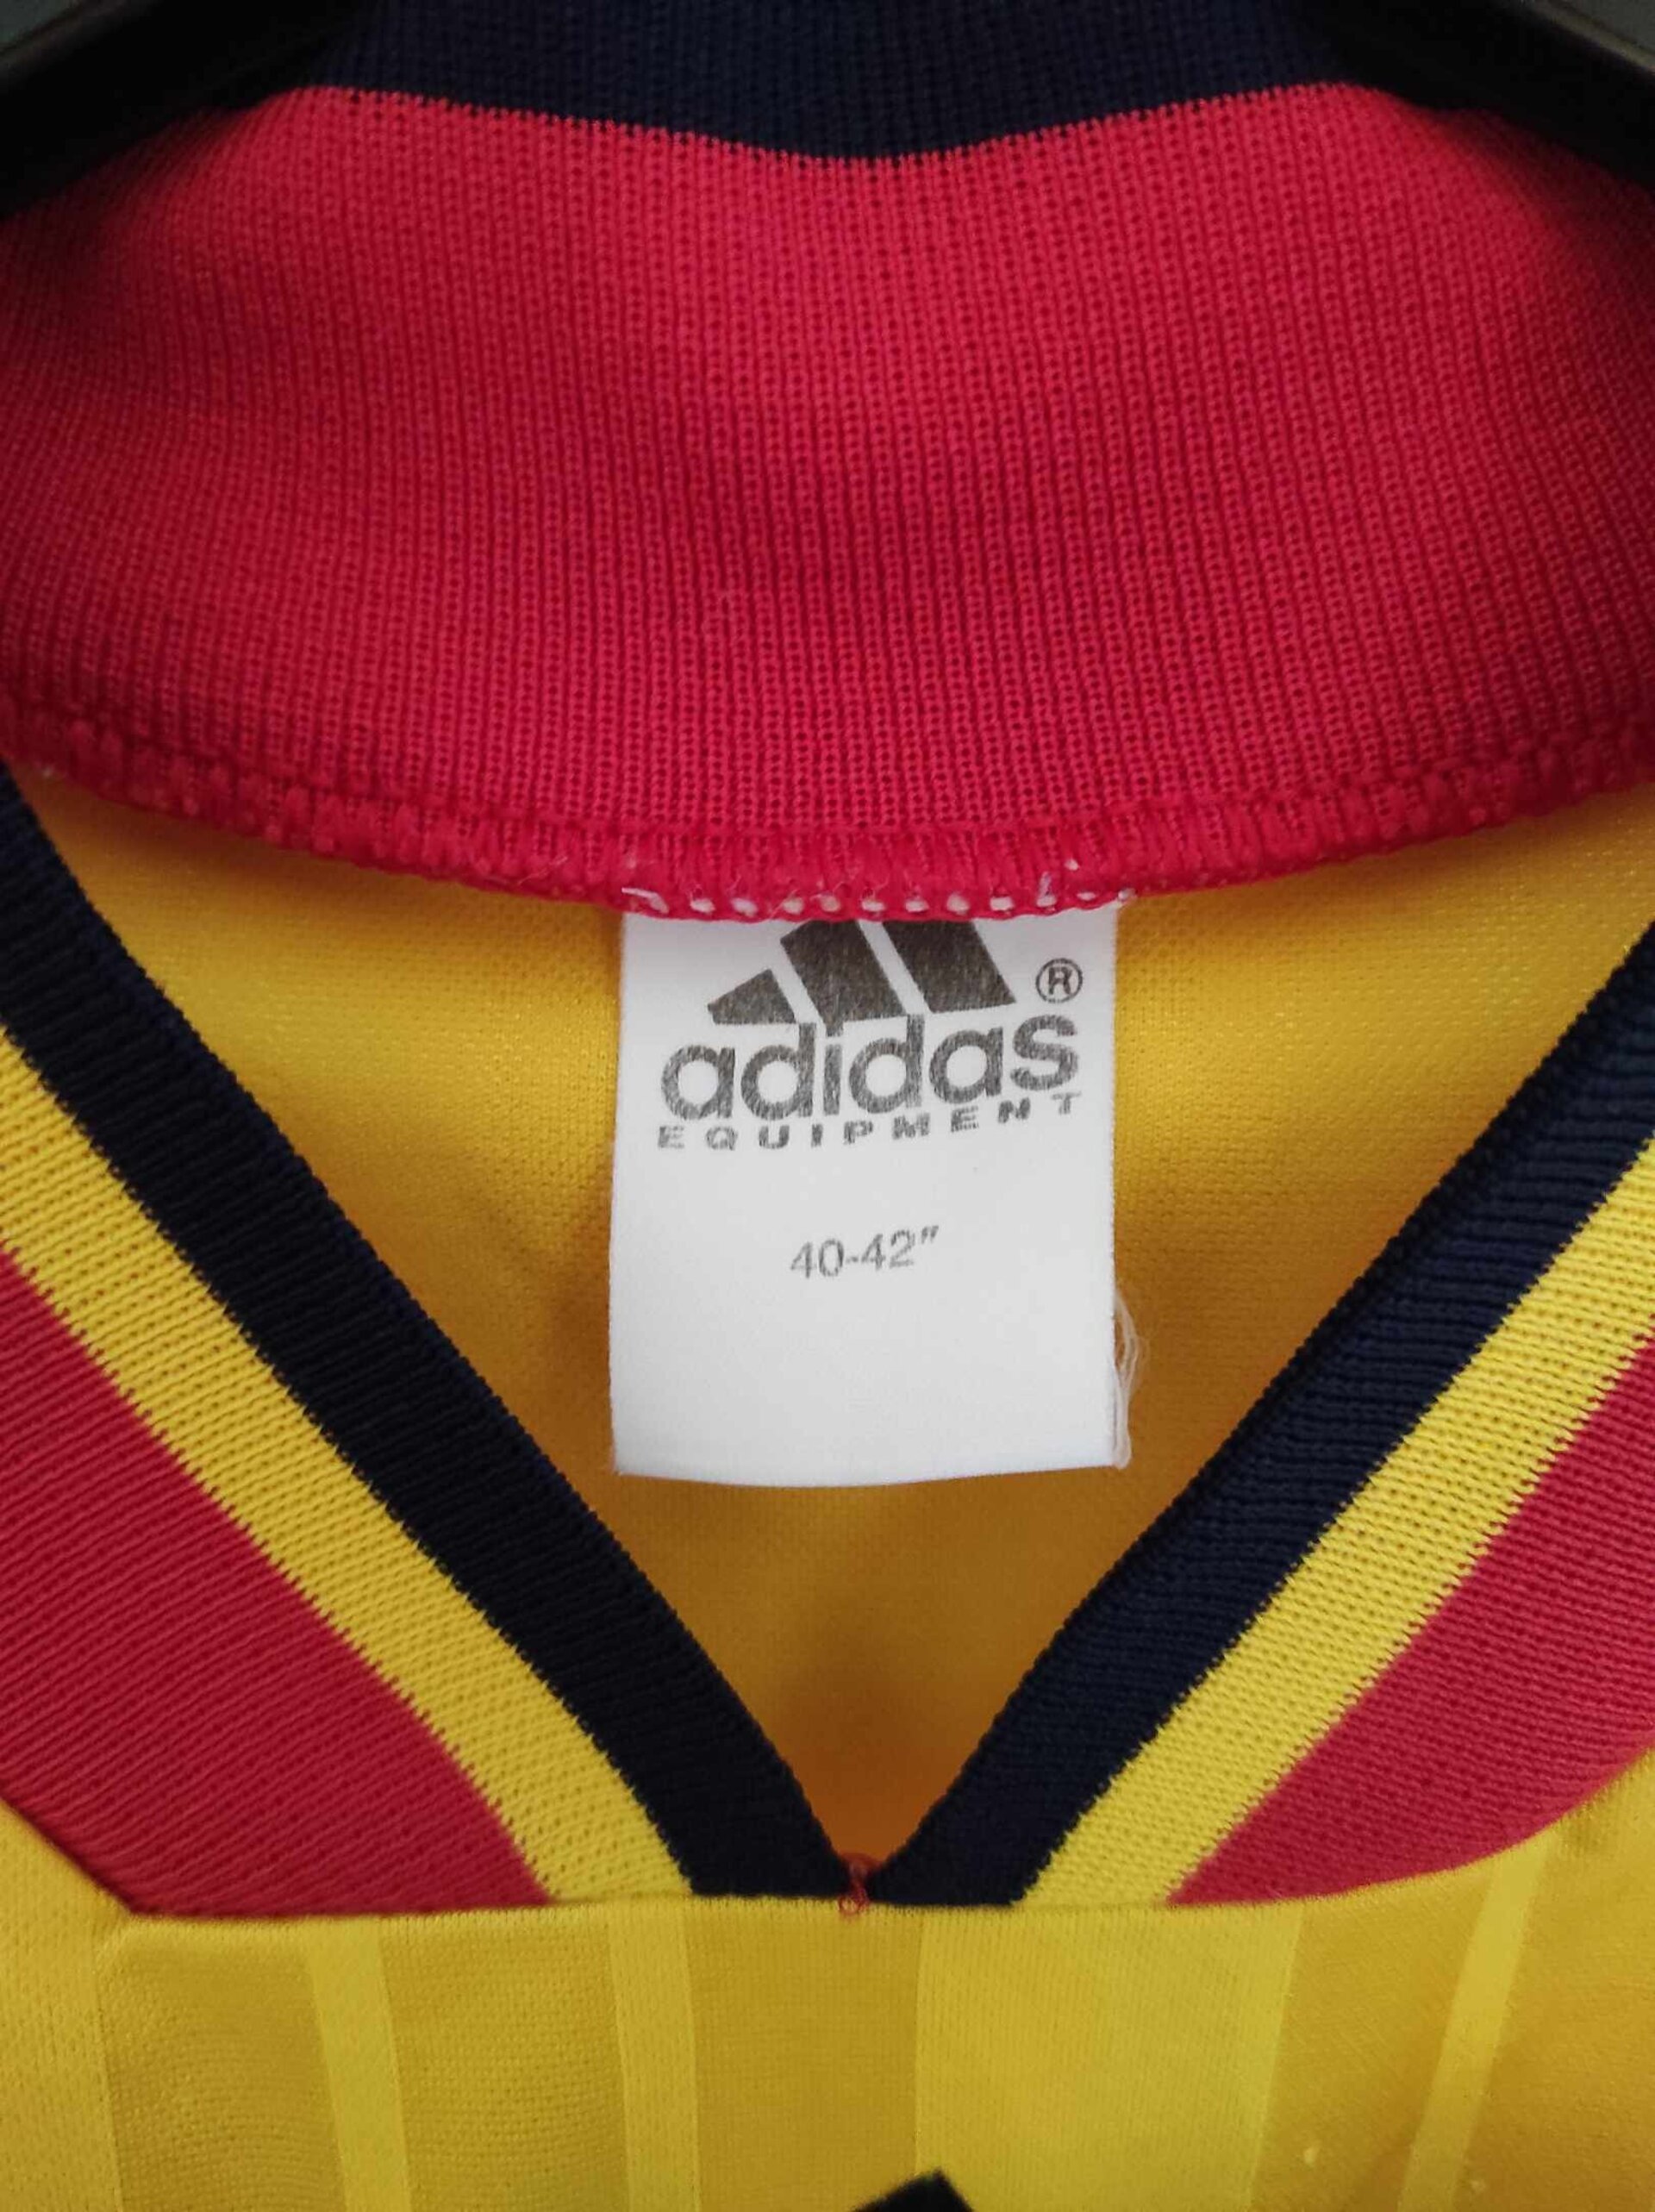 ®
adidas
EQUIPMENT
40-42"